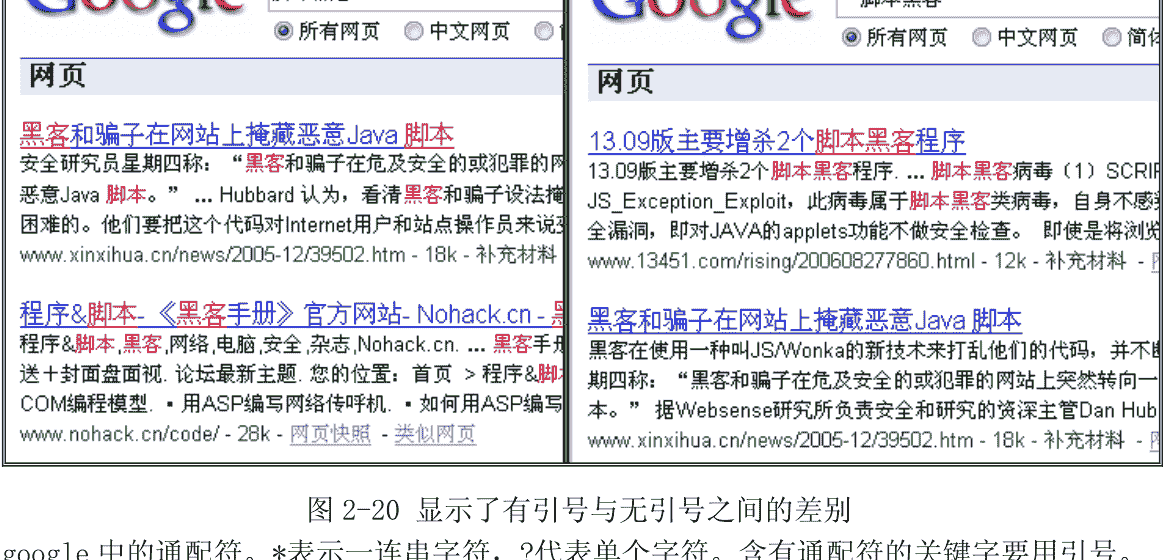 Google
所有网页 中文网页
网页
黑客和骗子在网站上掩藏恶意Java 脚本
安全研究员星期四称：“黑客和骗子在危及安全的或犯罪的网
恶意Java 脚本。” ... Hubbard 认为，看清黑客和骗子设法掩
困难的。他们要把这个代码对Internet用户和站点操作员来说变
www.xinxihua.cn/news/2005-12/39502.htm - 18k - 补充材料
程序&脚本- 《黑客手册》官方网站- Nohack.cn - 黑
程序&脚本,黑客,网络,电脑,安全,杂志,Nohack.cn. ... 黑客手册
送＋封面盘面视. 论坛最新主题. 您的位置：首页 > 程序&脚本
COM编程模型. ▪ 用ASP编写网络传呼机. ▪ 如何用ASP编写
www.nohack.cn/code/ - 28k - 网页快照 - 类似网页
Google
脚本黑客
所有网页 中文网页 简体
网页
13.09版主要增杀2个脚本黑客程序
13.09版主要增杀2个脚本黑客程序. ... 脚本黑客病毒（1）SCRIP
JS_Exception_Exploit，此病毒属于脚本黑客类病毒，自身不感染
全漏洞，即对JAVA的applets功能不做安全检查。 即使是将浏览
www.13451.com/rising/200608277860.html - 12k - 补充材料 -
黑客和骗子在网站上掩藏恶意Java 脚本
黑客在使用一种叫JS/Wonka的新技术来打乱他们的代码，并不断
期四称：“黑客和骗子在危及安全的或犯罪的网站上突然转向一
本。” 据Websense研究所负责安全和研究的资深主管Dan Hub
www.xinxihua.cn/news/2005-12/39502.htm - 18k - 补充材料 -
图 2-20 显示了有引号与无引号之间的差别
google 中的通配符。*表示一连串字符，?代表单个字符。含有通配符的关键字要用引号。